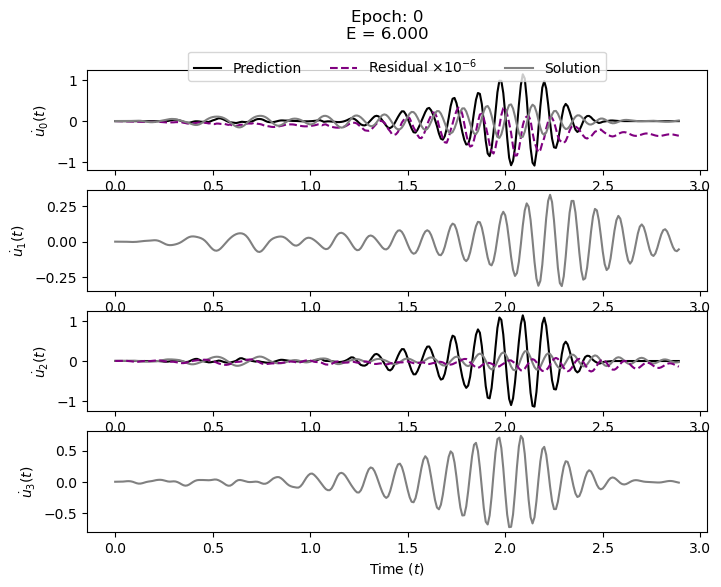 Epoch: 0
E = 6.000
Prediction Residual ×10⁻⁶ Solution
1
0
−1
u̇₀(t)
0.0 0.5 1.0 1.5 2.0 2.5 3.0
0.25
0.00
−0.25
u̇₁(t)
0.0 0.5 1.0 1.5 2.0 2.5 3.0
1
0
−1
u̇₂(t)
0.0 0.5 1.0 1.5 2.0 2.5 3.0
0.5
0.0
−0.5
u̇₃(t)
0.0 0.5 1.0 1.5 2.0 2.5 3.0
Time (t)